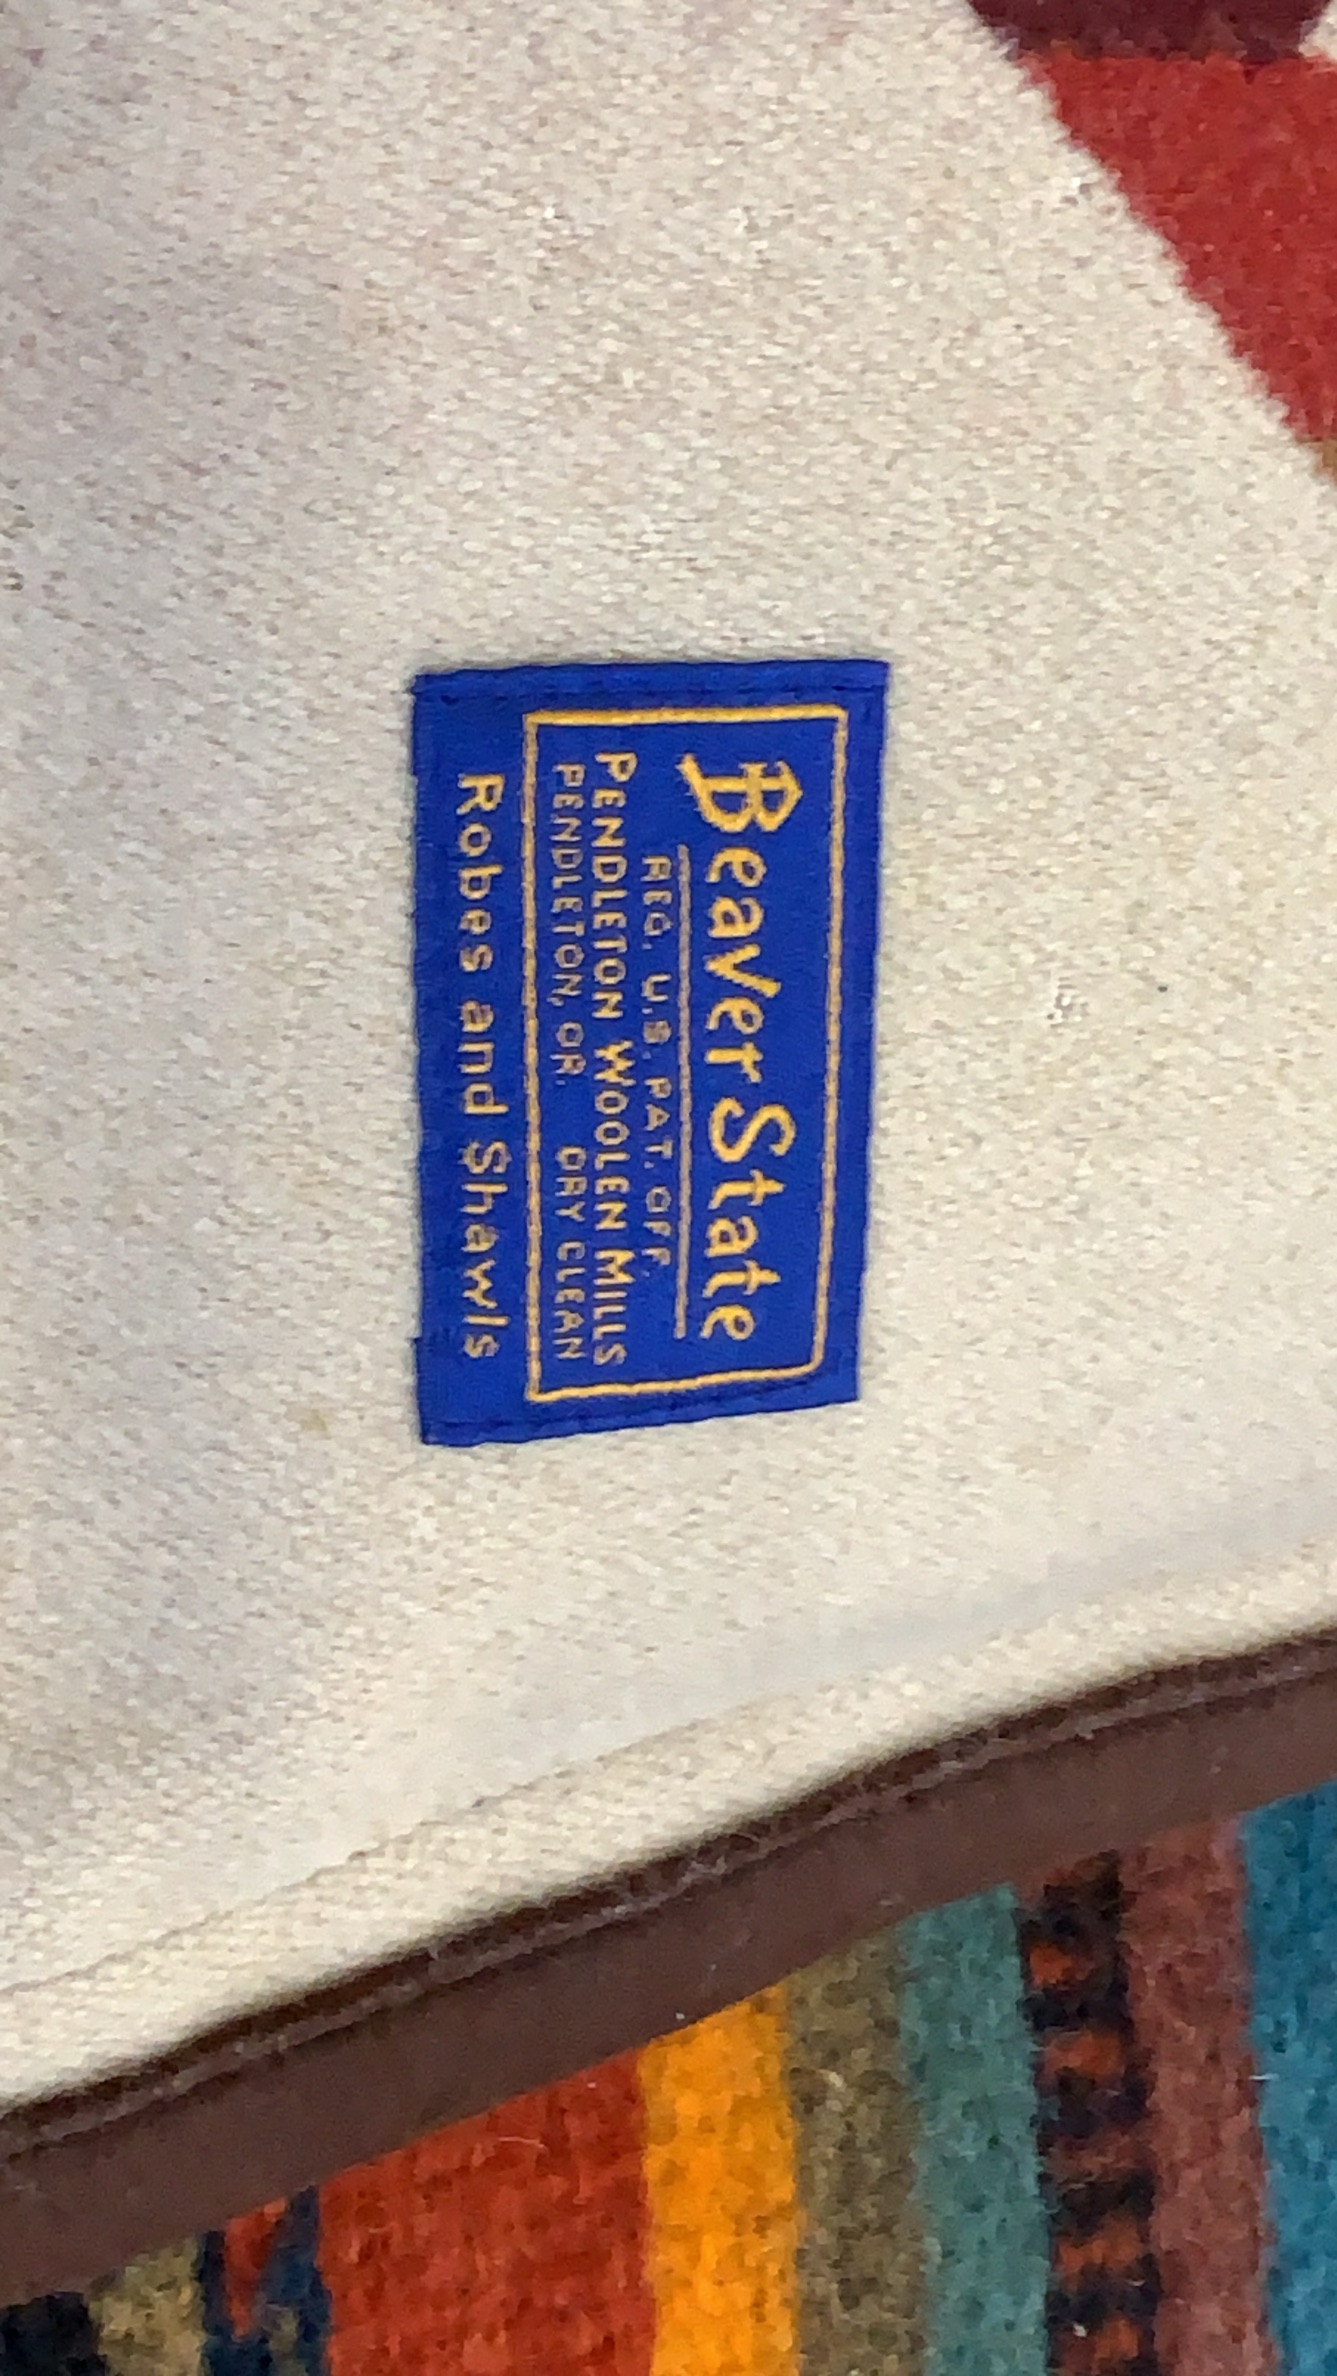 Beaver State
REG. U.S. PAT. OFF.
PENDLETON WOOLEN MILLS
PENDLETON, OR. DRY CLEAN
Robes and Shawls